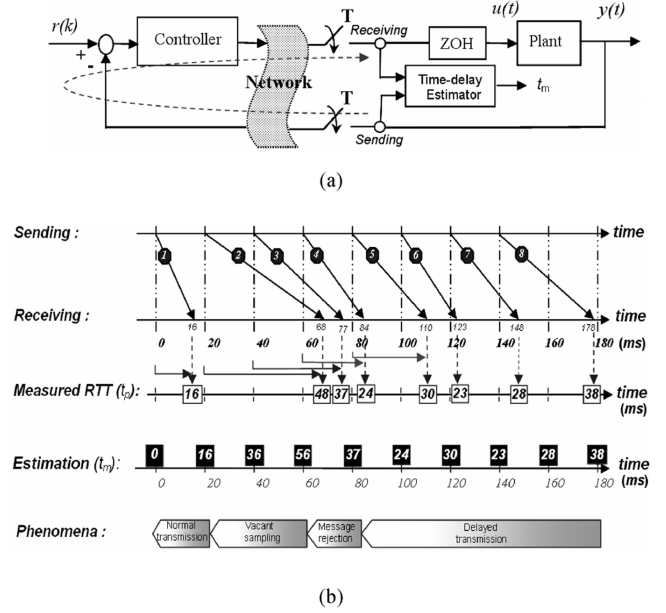 r(k)
+
-
Controller
Network
T
T
Receiving
Sending
ZOH
u(t)
Plant
y(t)
Time-delay
Estimator
tm
(a)
Sending :
time
1 2 3 4 5 6 7 8
Receiving :
time
16 68 77 84 110 123 148 178
0 20 40 60 80 100 120 140 160 180
(ms)
Measured RTT (tp):
16 48 37 24 30 23 28 38
time
(ms)
Estimation (tm):
0 16 36 56 37 24 30 23 28 38
time
0 20 40 60 80 100 120 140 160 180
(ms)
Phenomena :
Normal
transmission
Vacant
sampling
Message
rejection
Delayed
transmission
(b)